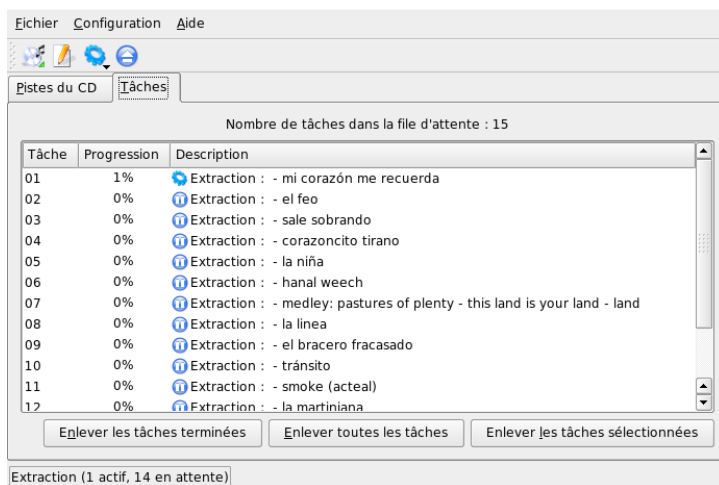 Fichier Configuration Aide
Pistes du CD Tâches
Nombre de tâches dans la file d'attente : 15
Tâche Progression Description
01 1% Extraction : - mi corazón me recuerda
02 0% Extraction : - el feo
03 0% Extraction : - sale sobrando
04 0% Extraction : - corazoncito tirano
05 0% Extraction : - la niña
06 0% Extraction : - hanal weech
07 0% Extraction : - medley: pastures of plenty - this land is your land - land
08 0% Extraction : - la linea
09 0% Extraction : - el bracero fracasado
10 0% Extraction : - tránsito
11 0% Extraction : - smoke (acteal)
12 0% Extraction : - la martiniana
Enlever les tâches terminées Enlever toutes les tâches Enlever les tâches sélectionnées
Extraction (1 actif, 14 en attente)